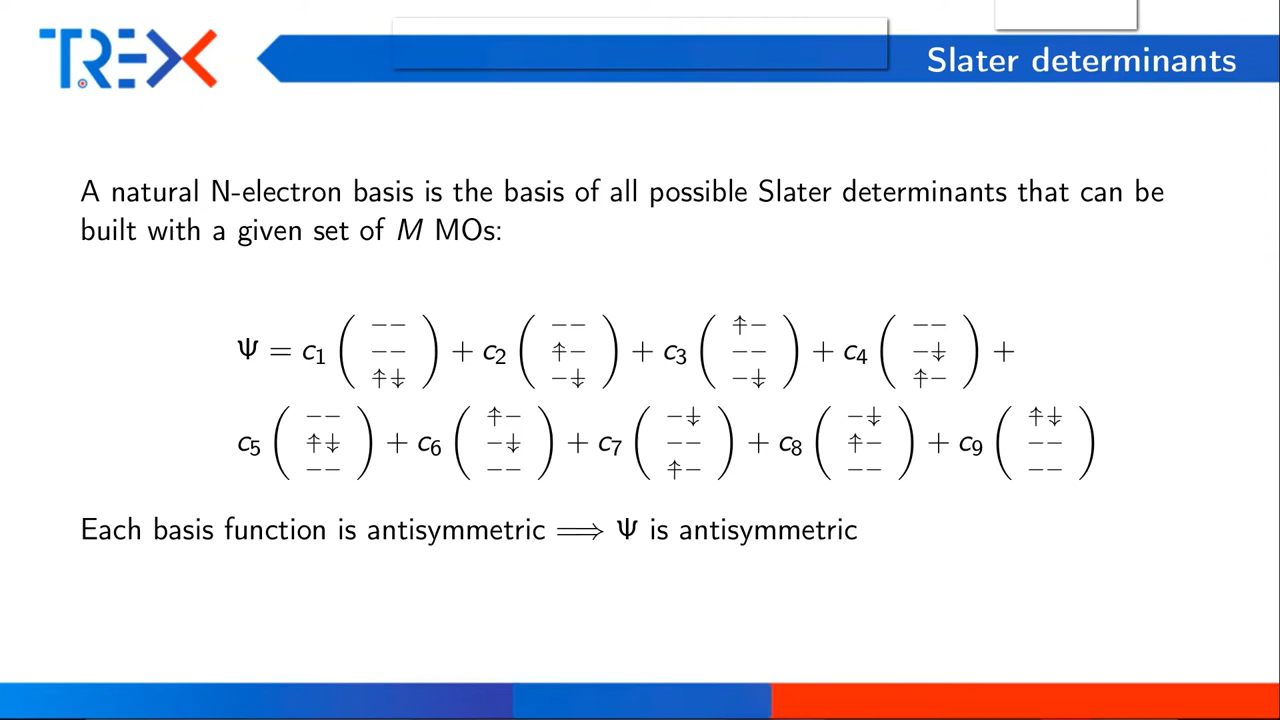 TREX
Slater determinants
A natural N-electron basis is the basis of all possible Slater determinants that can be
built with a given set of M MOs:
Ψ = c₁ ( −− / −− / ↑↓ ) + c₂ ( −− / ↑− / −↓ ) + c₃ ( ↑− / −− / −↓ ) + c₄ ( −− / −↓ / ↑− ) +
c₅ ( −− / ↑↓ / −− ) + c₆ ( ↑− / −↓ / −− ) + c₇ ( −↓ / −− / ↑− ) + c₈ ( −↓ / ↑− / −− ) + c₉ ( ↑↓ / −− / −− )
Each basis function is antisymmetric ⟹ Ψ is antisymmetric